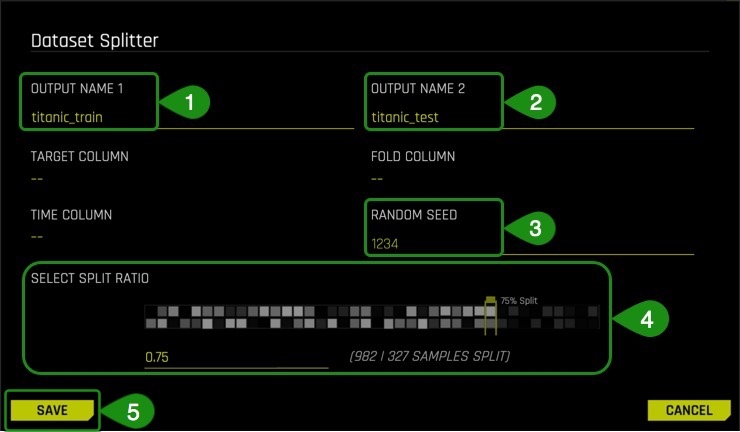 Dataset Splitter
OUTPUT NAME 1
titanic_train
1
OUTPUT NAME 2
titanic_test
2
TARGET COLUMN
--
FOLD COLUMN
--
TIME COLUMN
--
RANDOM SEED
1234
3
SELECT SPLIT RATIO
75% Split
0.75
(982 | 327 SAMPLES SPLIT)
4
SAVE
5
CANCEL